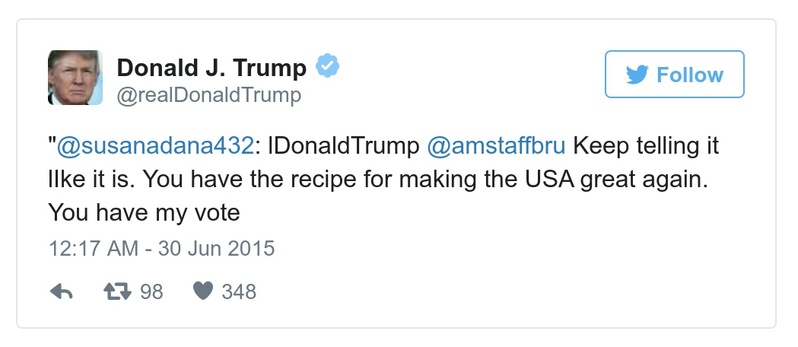 Donald J. Trump
@realDonaldTrump
Follow
"@susanadana432: lDonaldTrump @amstaffbru Keep telling it
lIke it is. You have the recipe for making the USA great again.
You have my vote
12:17 AM - 30 Jun 2015
98 348